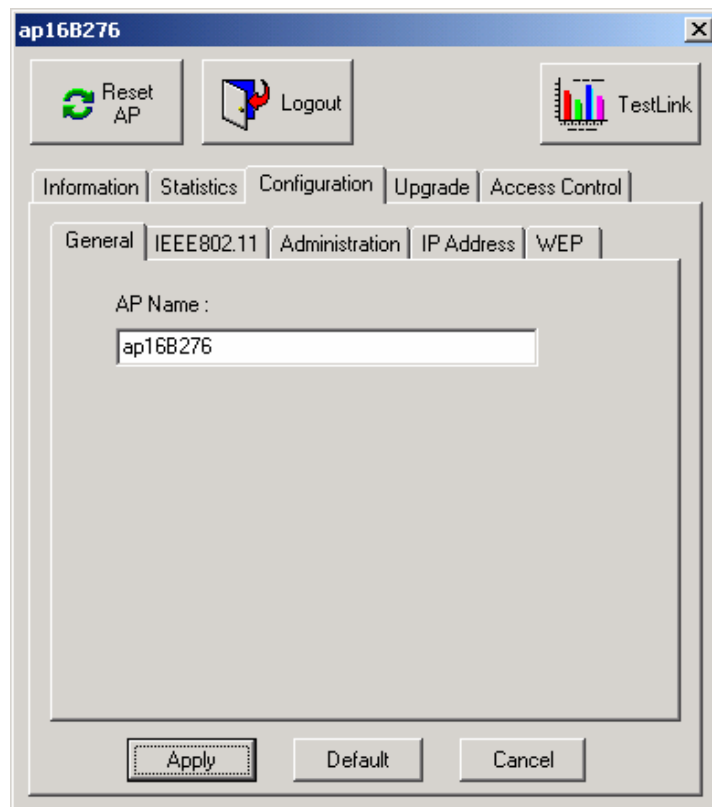 ap16B276
Reset AP
Logout
TestLink
Information Statistics Configuration Upgrade Access Control
General IEEE802.11 Administration IP Address WEP
AP Name :
ap16B276
Apply Default Cancel